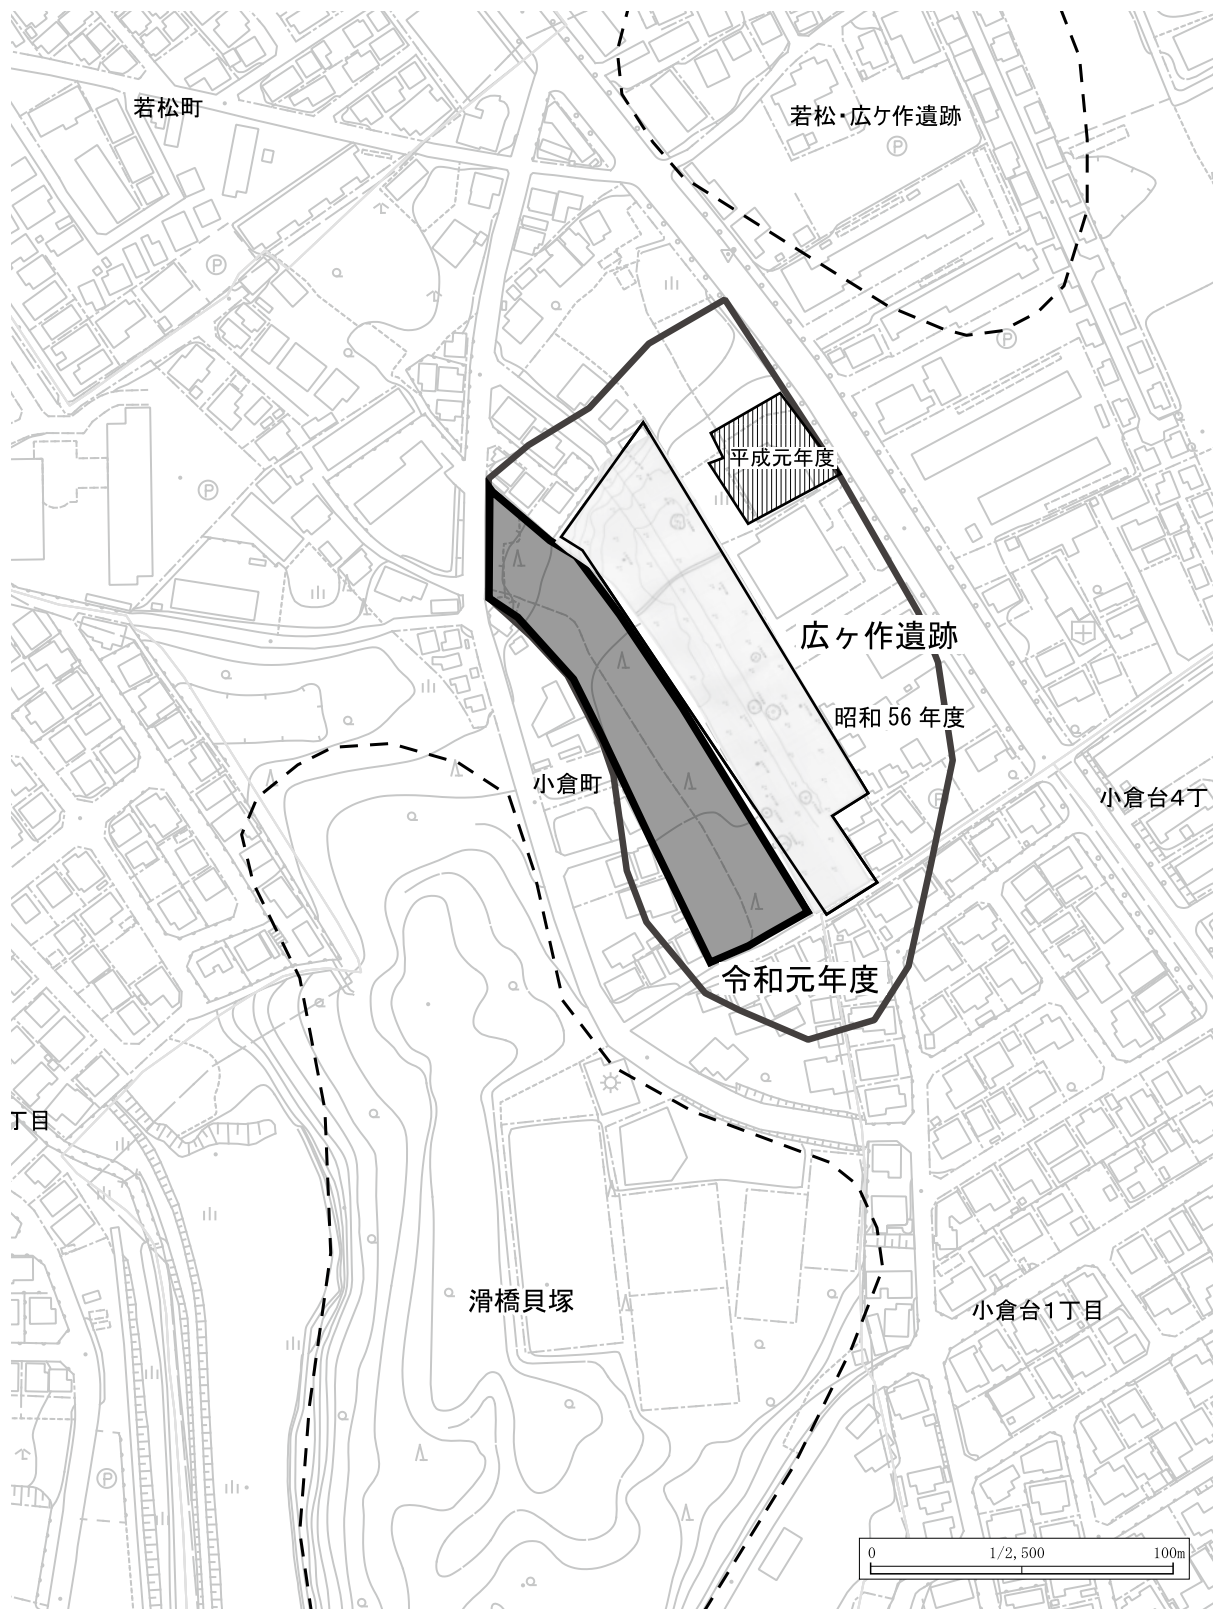 若松町
若松・広ケ作遺跡
Ⓟ
Ⓟ
Ⓟ
平成元年度
Ⓟ
広ヶ作遺跡
昭和 56 年度
小倉町
Ⓟ
小倉台4丁
令和元年度
丁目
滑橋貝塚
小倉台1丁目
Ⓟ
0 1/2,500 100m